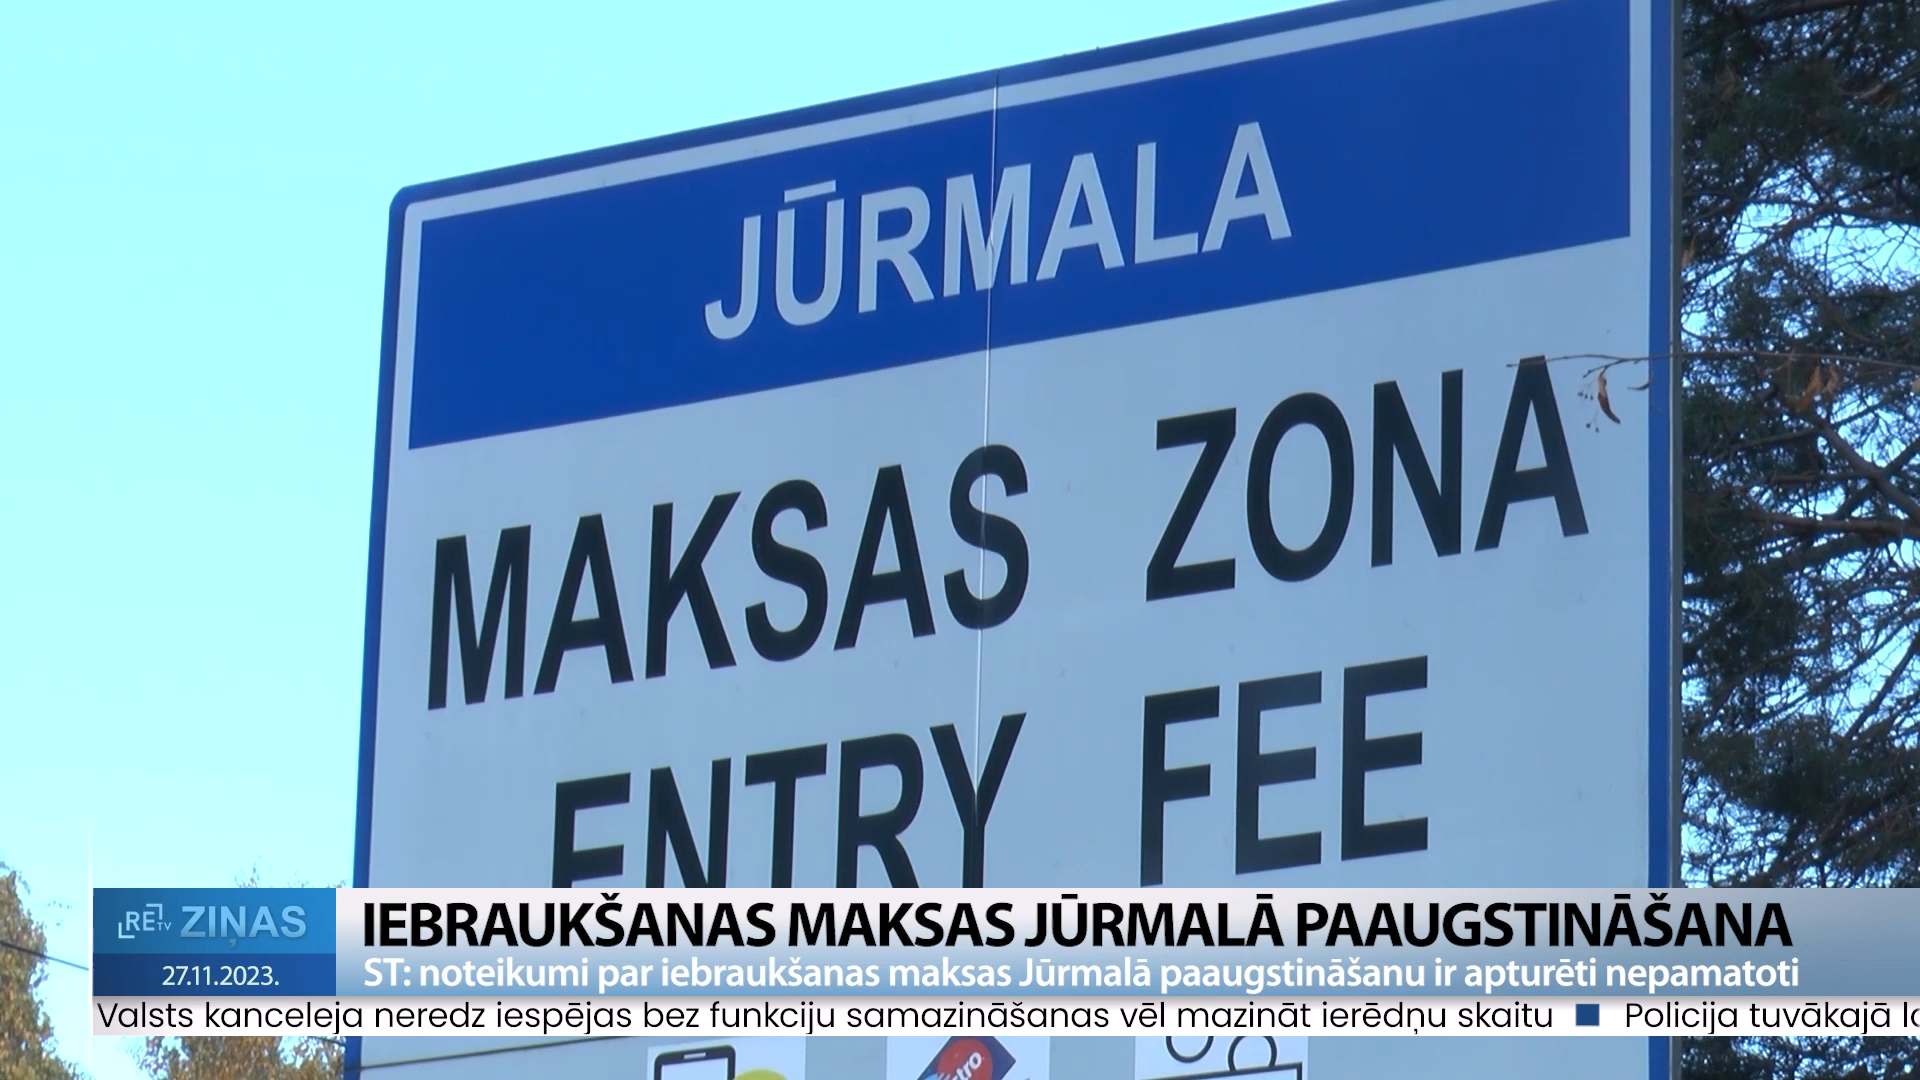 JŪRMALA
MAKSAS ZONA
ENTRY FEE
RE TV ZIŅAS
27.11.2023.
IEBRAUKŠANAS MAKSAS JŪRMALĀ PAAUGSTINĀŠANA
ST: noteikumi par iebraukšanas maksas Jūrmalā paaugstināšanu ir apturēti nepamatoti
Valsts kanceleja neredz iespējas bez funkciju samazināšanas vēl mazināt ierēdņu skaitu ■ Policija tuvākajā